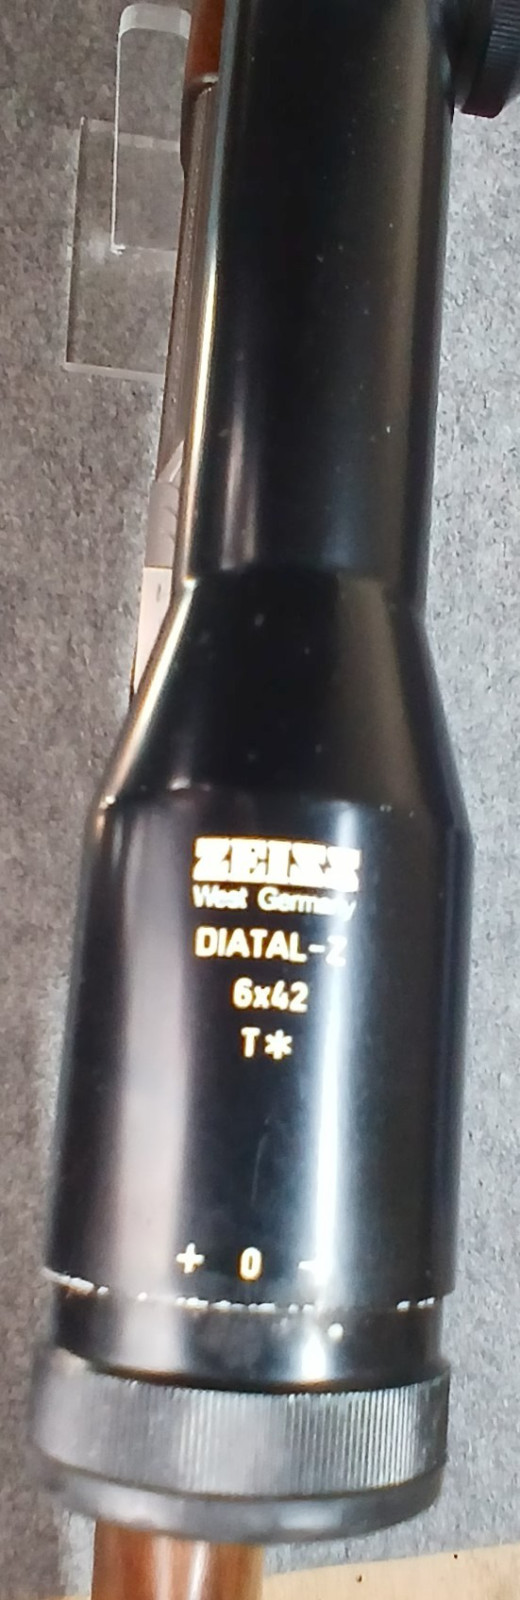 ZEISS
West Germany
DIATAL-Z
6x42
T*
+ 0 -